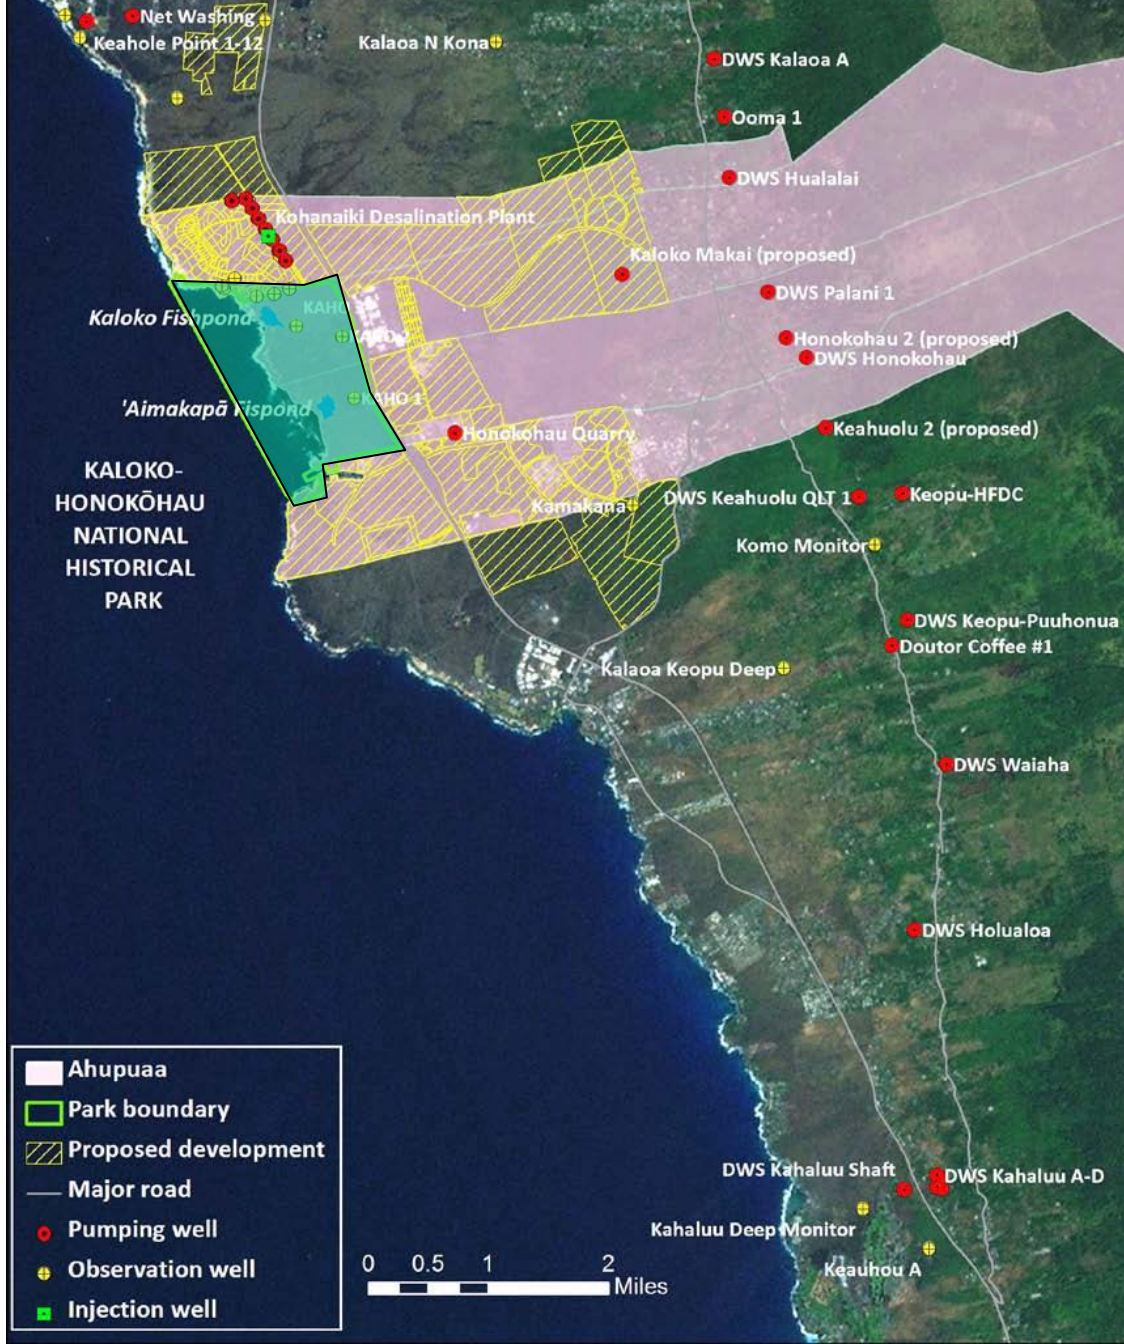 Net Washing
Keahole Point 1-12
Kalaoa N Kona
DWS Kalaoa A
Ooma 1
DWS Hualalai
Kohanaiki Desalination Plant
Kaloko Makai (proposed)
DWS Palani 1
KAHO
Kaloko Fishpond
Honokohau 2 (proposed)
DWS Honokohau
KAHO 1
'Aimakapā Fispond
Honokohau Quarry
Keahuolu 2 (proposed)
KALOKO-
HONOKŌHAU
NATIONAL
HISTORICAL
PARK
DWS Keahuolu QLT 1
Keopu-HFDC
Kamakana
Komo Monitor
DWS Keopu-Puuhonua
Doutor Coffee #1
Kalaoa Keopu Deep
DWS Waiaha
DWS Holualoa
DWS Kahaluu Shaft
DWS Kahaluu A-D
Kahaluu Deep Monitor
Keauhou A
Ahupuaa
Park boundary
Proposed development
Major road
Pumping well
Observation well
Injection well
0 0.5 1 2
Miles